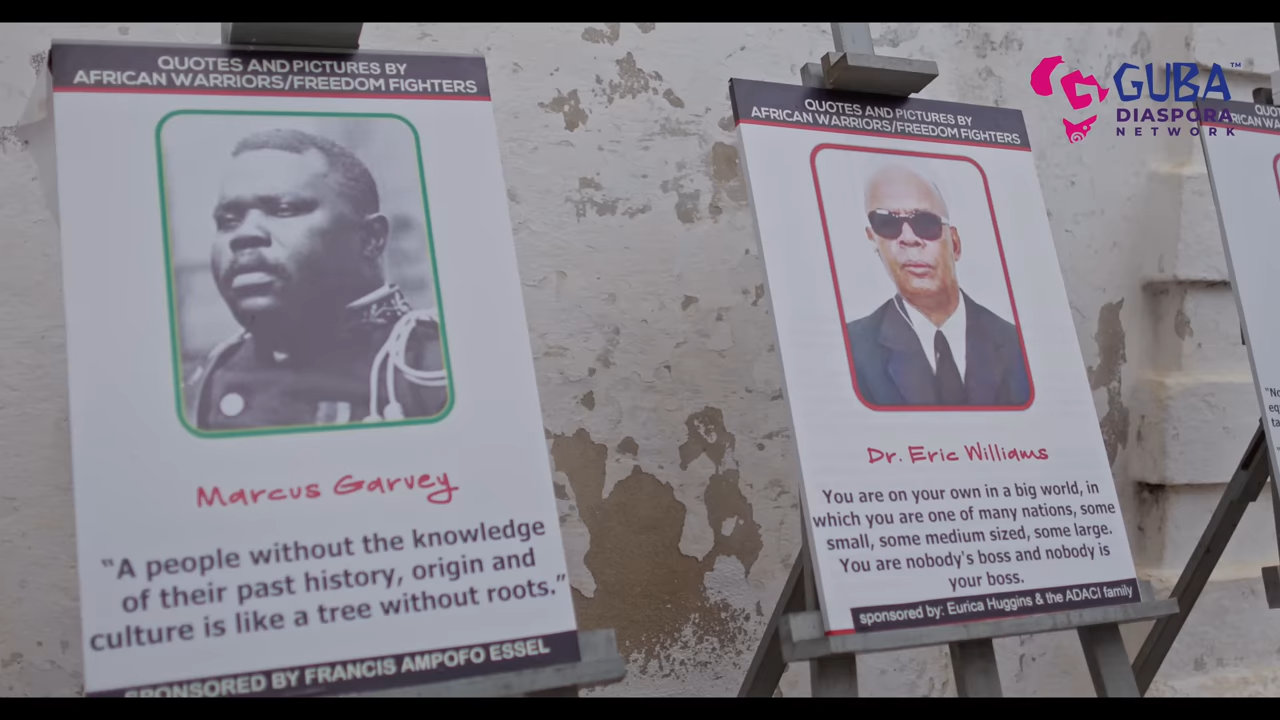 QUOTES AND PICTURES BY
AFRICAN WARRIORS/FREEDOM FIGHTERS
Marcus Garvey
“A people without the knowledge
of their past history, origin and
culture is like a tree without roots.”
SPONSORED BY FRANCIS AMPOFO ESSEL
QUOTES AND PICTURES BY
AFRICAN WARRIORS/FREEDOM FIGHTERS
Dr. Eric Williams
You are on your own in a big world, in
which you are one of many nations, some
small, some medium sized, some large.
You are nobody's boss and nobody is
your boss.
sponsored by: Eurica Huggins & the ADACI family
GUBA™
DIASPORA
NETWORK